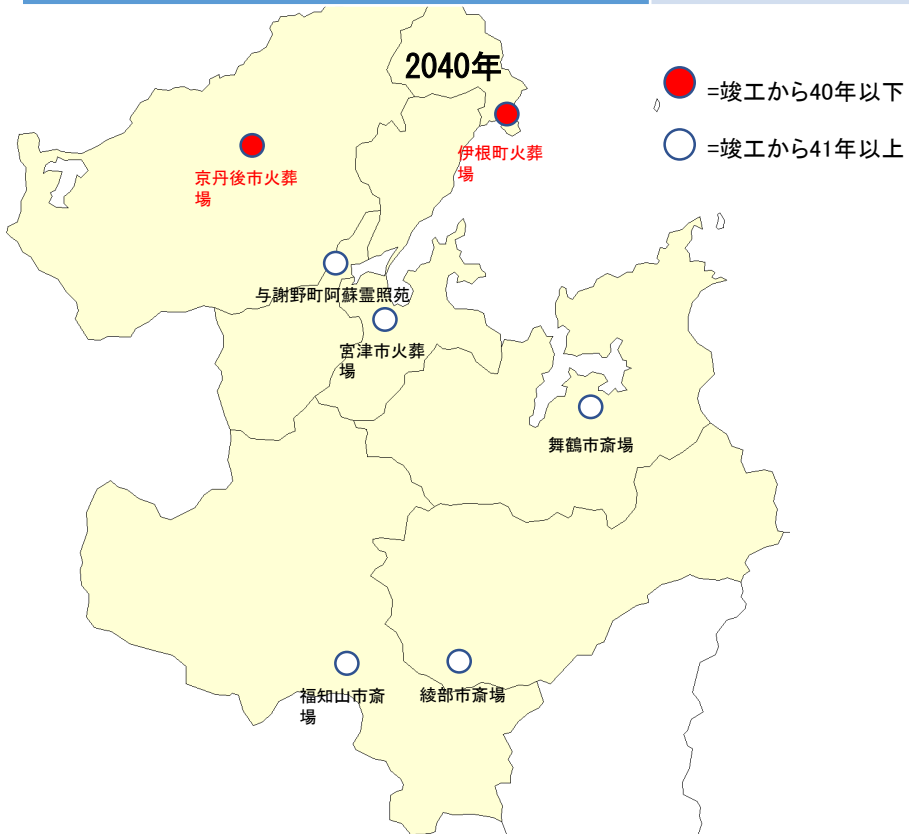 2040年
=竣工から40年以下
=竣工から41年以上
京丹後市火葬
場
伊根町火葬
場
与謝野町阿蘇霊照苑
宮津市火葬
場
舞鶴市斎場
福知山市斎
場
綾部市斎場